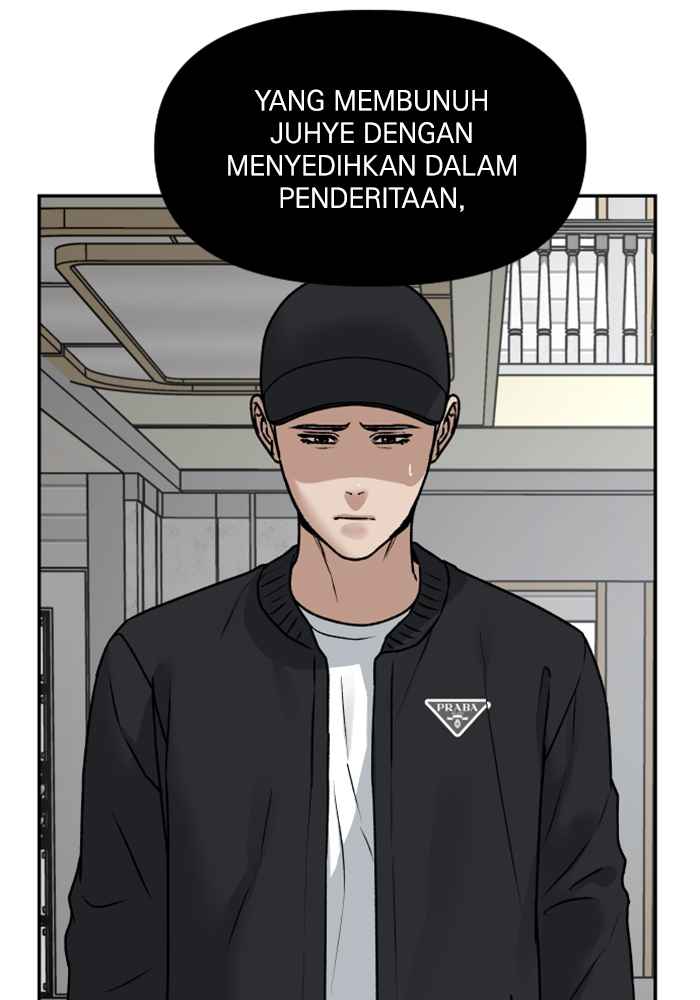 YANG MEMBUNUH
JUHYE DENGAN
MENYEDIHKAN DALAM
PENDERITAAN,
PRABA